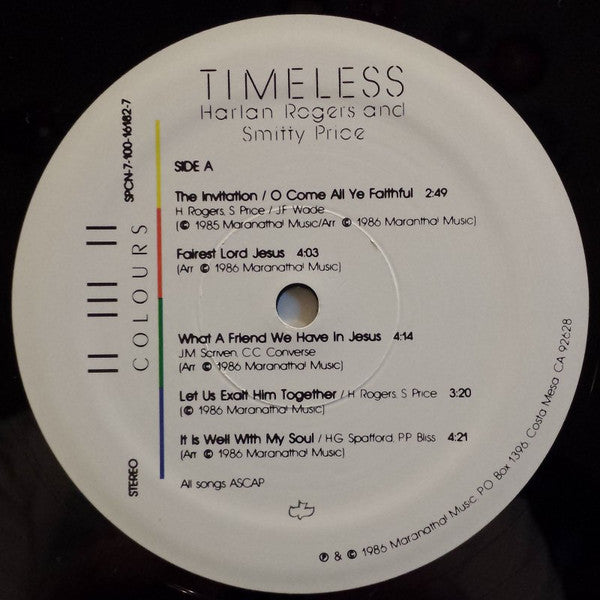 TIMELESS
Harlan Rogers and
Smitty Price
SIDE A
The Invitation / O Come All Ye Faithful 2:49
H. Rogers, S. Price / J.F. Wade
(© 1985 Maranatha! Music/Arr. © 1986 Maranatha! Music)
Fairest Lord Jesus 4:03
(Arr. © 1986 Maranatha! Music)
What A Friend We Have In Jesus 4:14
J.M. Scriven, C.C. Converse
(Arr. © 1986 Maranatha! Music)
Let Us Exalt Him Together / H. Rogers, S. Price 3:20
(© 1986 Maranatha! Music)
It Is Well With My Soul / H.G. Spafford, P.P. Bliss 4:21
(Arr. © 1986 Maranatha! Music)
All songs ASCAP
SPCN-7-100-16182-7
COLOURS
STEREO
℗ & © 1986 Maranatha! Music, P.O. Box 1396, Costa Mesa, CA 92628